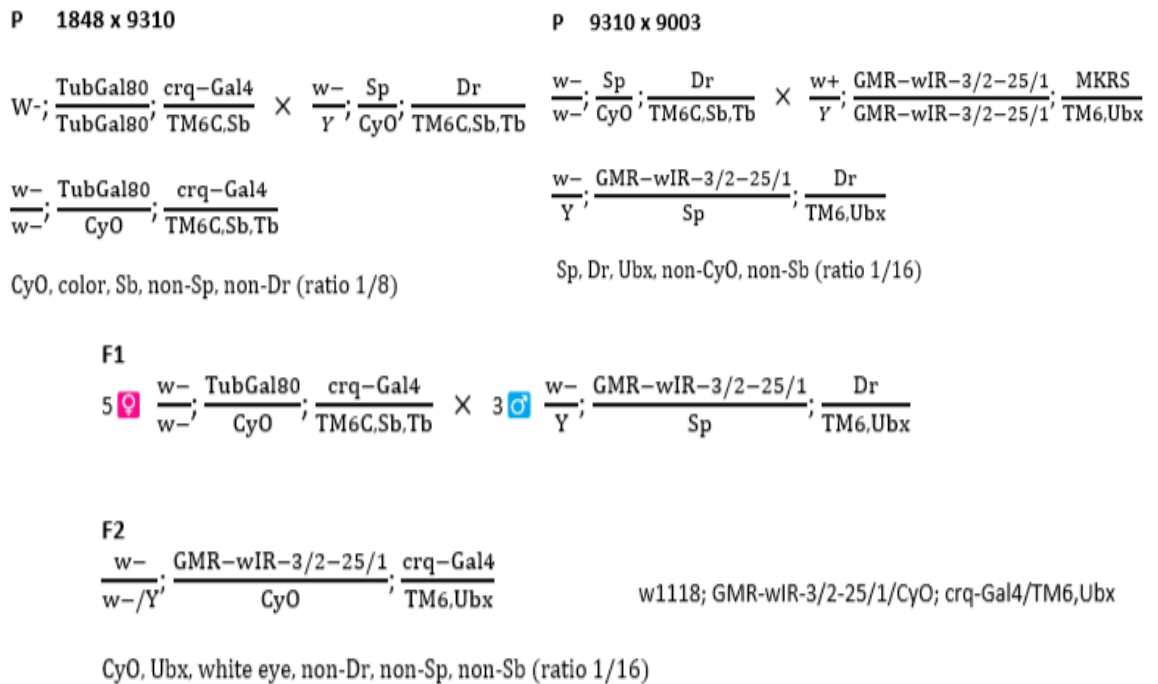 P 1848 x 9310
W-; TubGal80/TubGal80; crq–Gal4/TM6C,Sb × w–/Y; Sp/CyO; Dr/TM6C,Sb,Tb
w–/w–; TubGal80/CyO; crq–Gal4/TM6C,Sb,Tb
CyO, color, Sb, non-Sp, non-Dr (ratio 1/8)
P 9310 x 9003
w–/w–; Sp/CyO; Dr/TM6C,Sb,Tb × w+/Y; GMR–wIR–3/2–25/1/GMR–wIR–3/2–25/1; MKRS/TM6,Ubx
w–/Y; GMR–wIR–3/2–25/1/Sp; Dr/TM6,Ubx
Sp, Dr, Ubx, non-CyO, non-Sb (ratio 1/16)
F1
5 ♀ w–/w–; TubGal80/CyO; crq–Gal4/TM6C,Sb,Tb × 3 ♂ w–/Y; GMR–wIR–3/2–25/1/Sp; Dr/TM6,Ubx
F2
w–/w–/Y; GMR–wIR–3/2–25/1/CyO; crq–Gal4/TM6,Ubx
w1118; GMR-wIR-3/2-25/1/CyO; crq-Gal4/TM6,Ubx
CyO, Ubx, white eye, non-Dr, non-Sp, non-Sb (ratio 1/16)